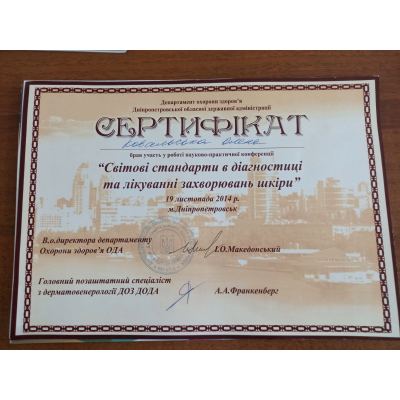 Департамент охорони здоров'я
Дніпропетровської обласної державної адміністрації
СЕРТИФІКАТ
Ковальська Олена
брав участь у роботі науково-практичної конференції
“Світові стандарти в діагностиці
та лікуванні захворювань шкіри”
19 листопада 2014 р.
м.Дніпропетровськ
В.о.директора департаменту
Охорони здоров'я ОДА
І.О.Македонський
Головний позаштатний спеціаліст
з дерматовенерології ДОЗ ДОДА
А.А.Франкенберг